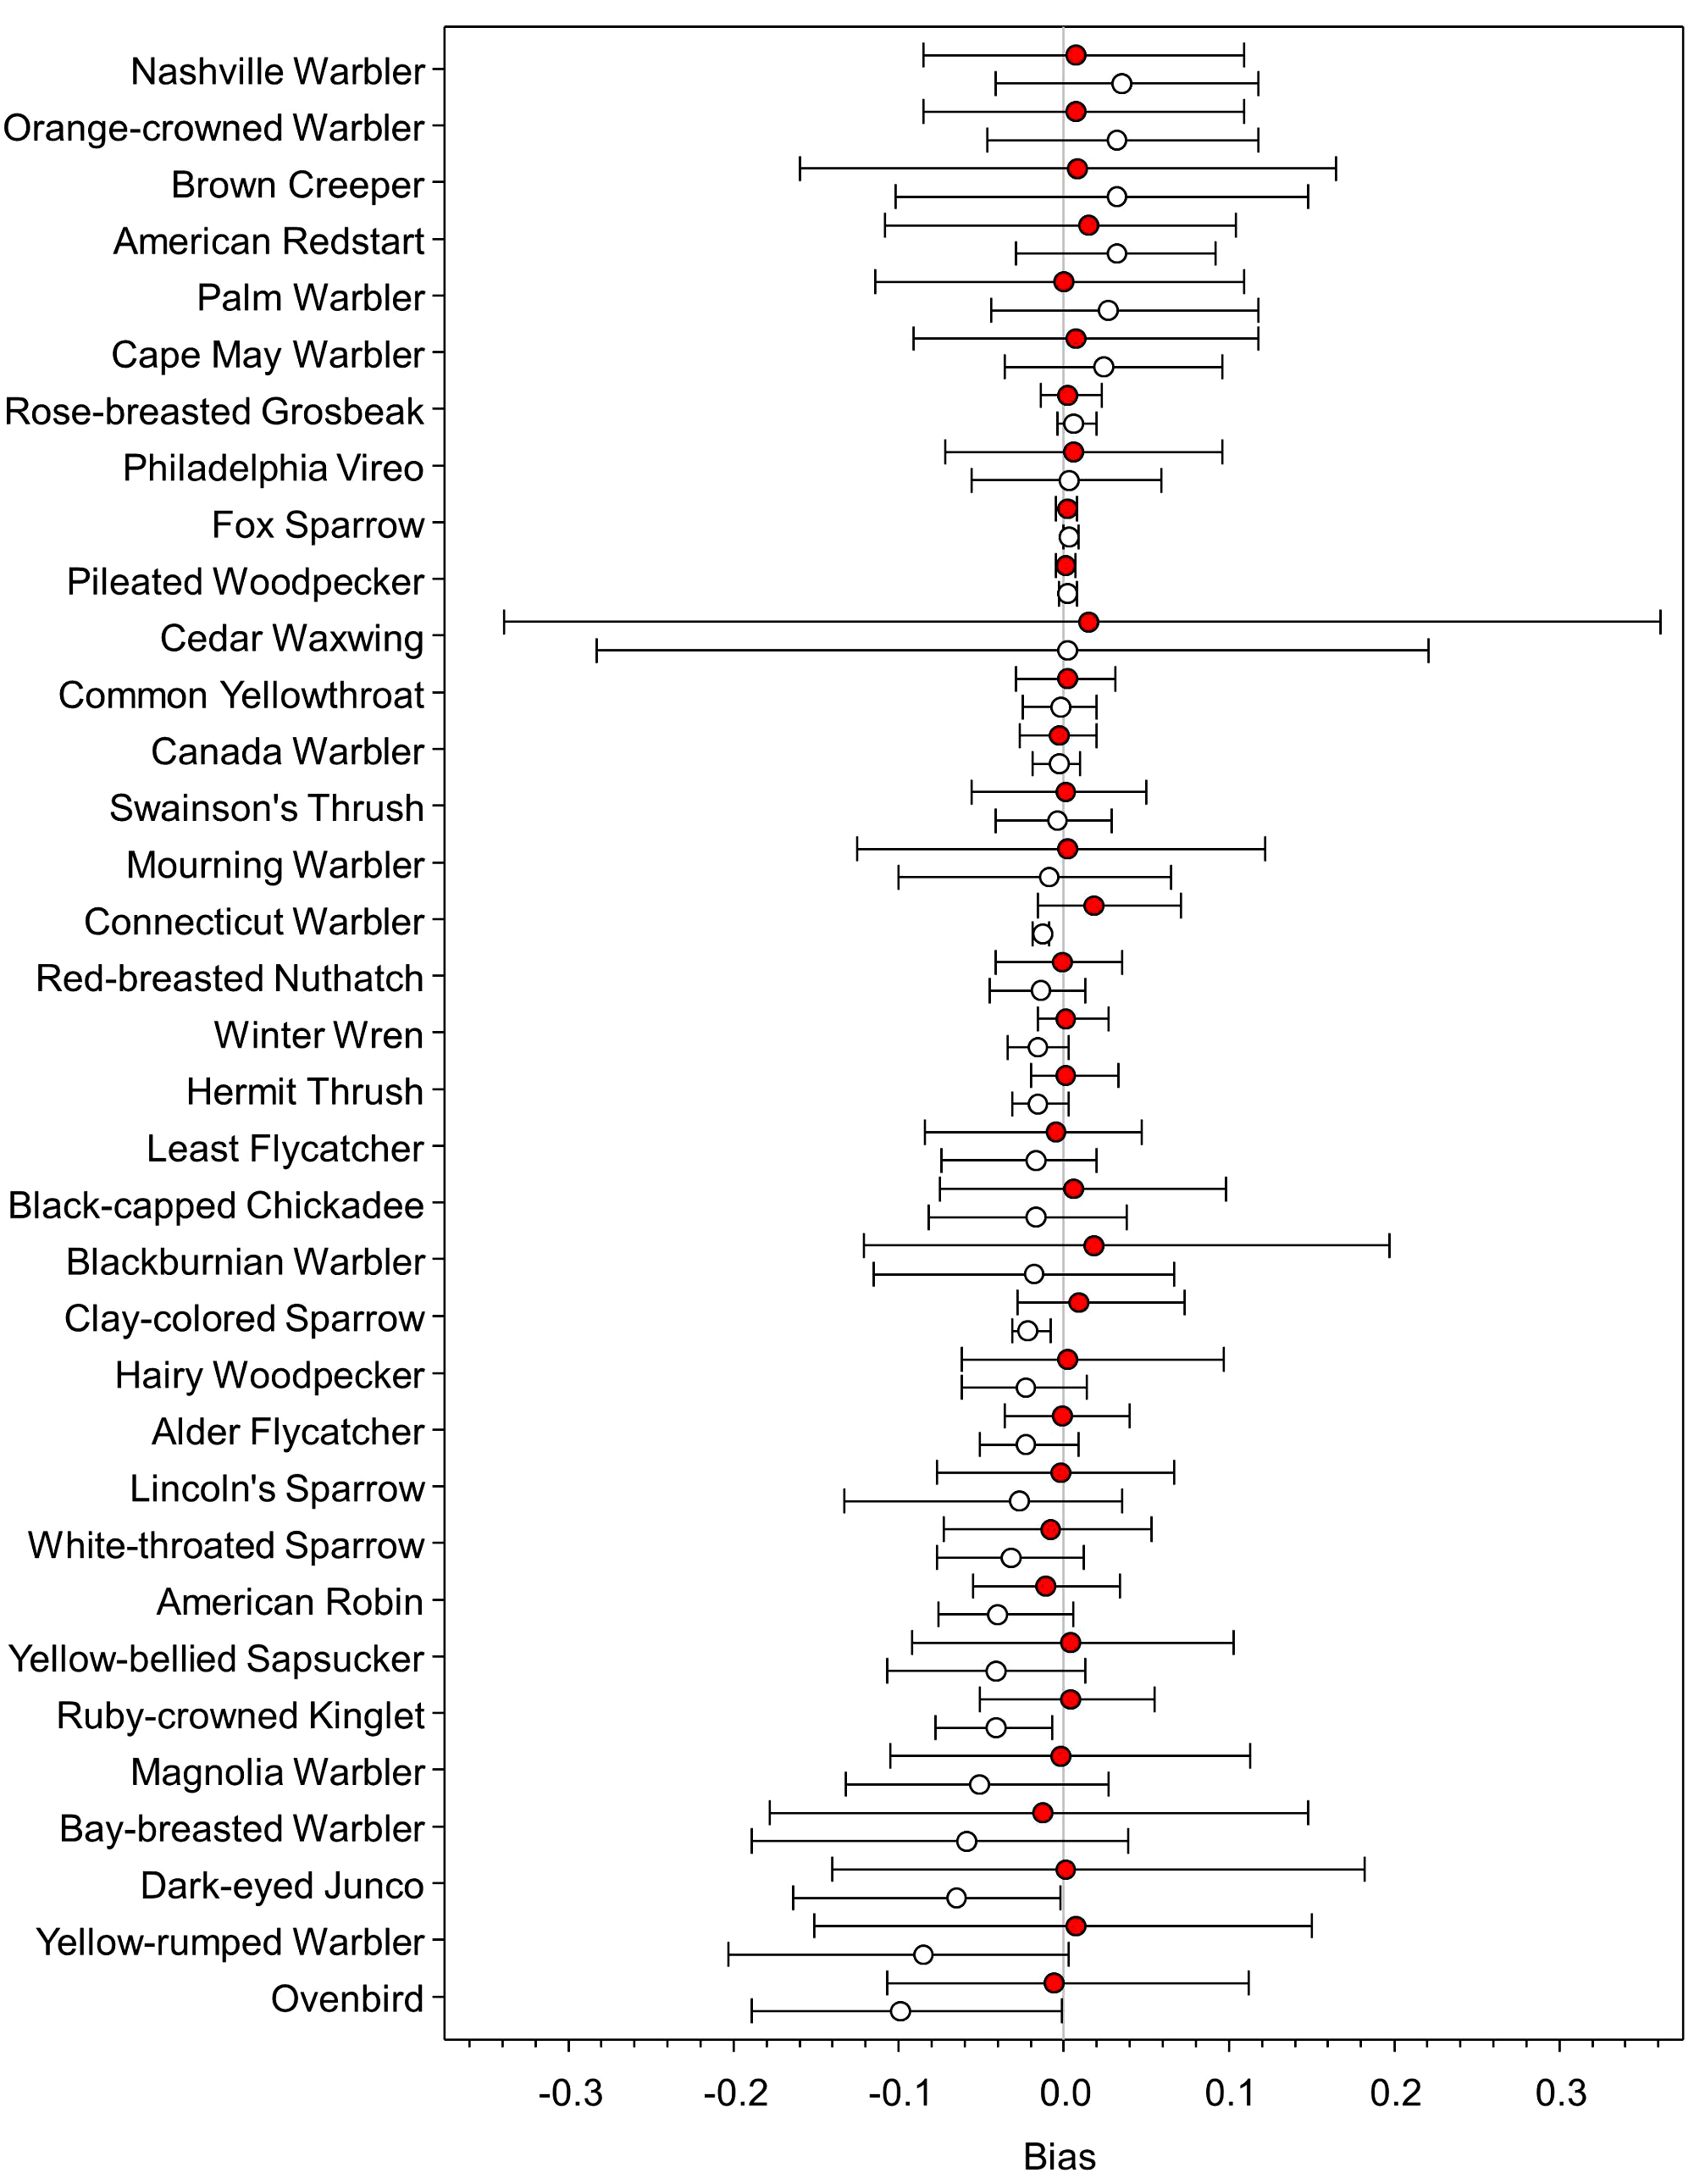 Nashville Warbler
Orange-crowned Warbler
Brown Creeper
American Redstart
Palm Warbler
Cape May Warbler
Rose-breasted Grosbeak
Philadelphia Vireo
Fox Sparrow
Pileated Woodpecker
Cedar Waxwing
Common Yellowthroat
Canada Warbler
Swainson's Thrush
Mourning Warbler
Connecticut Warbler
Red-breasted Nuthatch
Winter Wren
Hermit Thrush
Least Flycatcher
Black-capped Chickadee
Blackburnian Warbler
Clay-colored Sparrow
Hairy Woodpecker
Alder Flycatcher
Lincoln's Sparrow
White-throated Sparrow
American Robin
Yellow-bellied Sapsucker
Ruby-crowned Kinglet
Magnolia Warbler
Bay-breasted Warbler
Dark-eyed Junco
Yellow-rumped Warbler
Ovenbird
-0.3 -0.2 -0.1 0.0 0.1 0.2 0.3
Bias